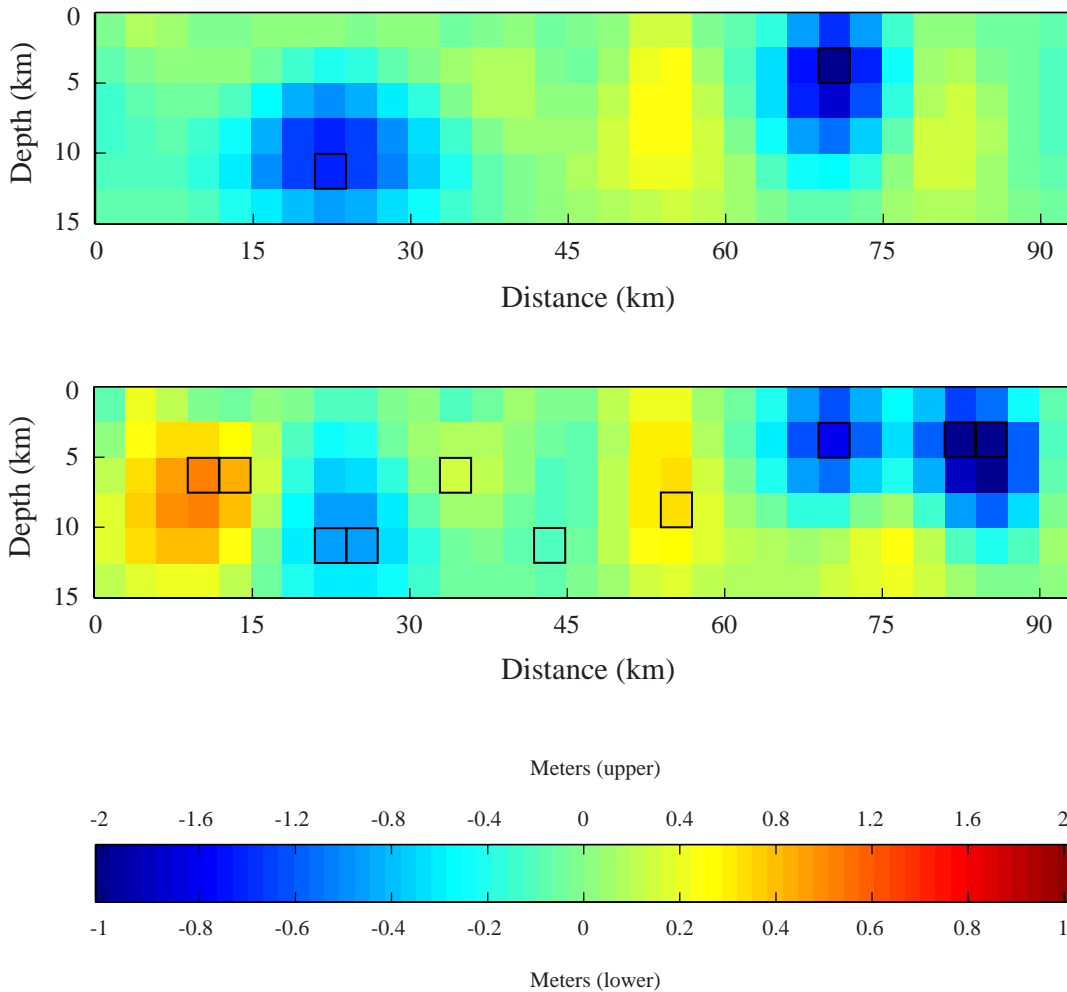 0
5
10
15
Depth (km)
0 15 30 45 60 75 90
Distance (km)
0
5
10
15
Depth (km)
0 15 30 45 60 75 90
Distance (km)
Meters (upper)
-2 -1.6 -1.2 -0.8 -0.4 0 0.4 0.8 1.2 1.6 2
-1 -0.8 -0.6 -0.4 -0.2 0 0.2 0.4 0.6 0.8 1
Meters (lower)